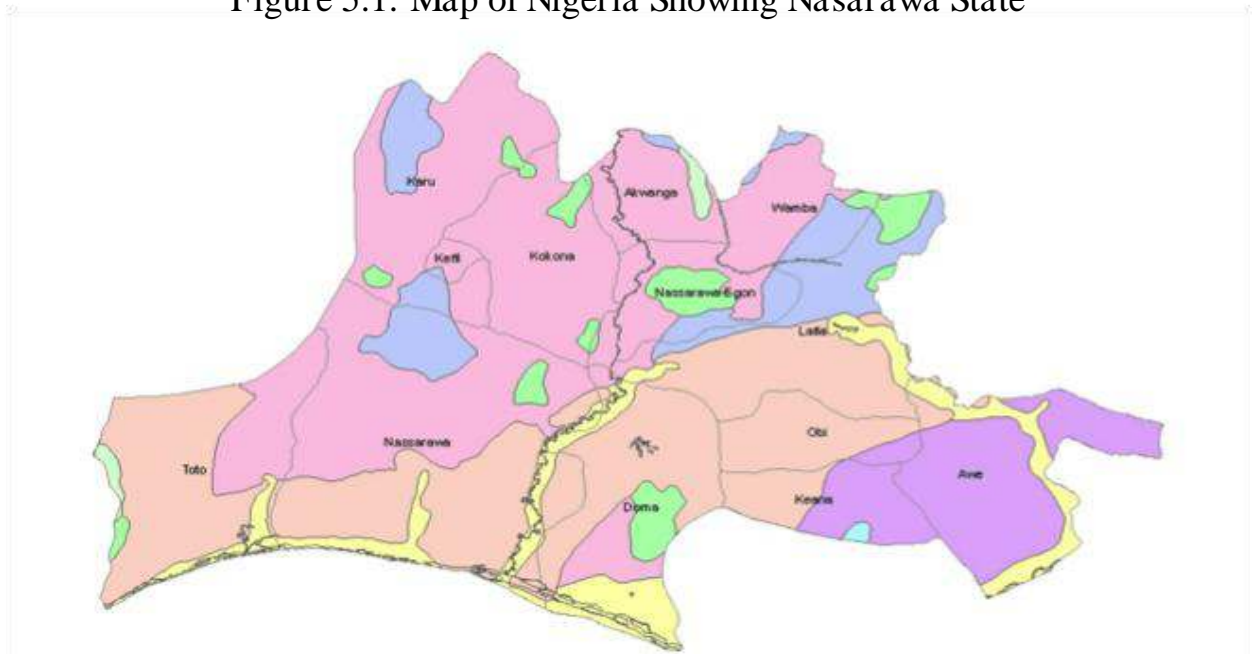 Figure 3.1: Map of Nigeria Showing Nasarawa State
Karu
Akwanga
Wamba
Keffi
Kokona
Nassarawa Egon
Lafia
Nassarawa
Obi
Toto
Awe
Keana
Doma